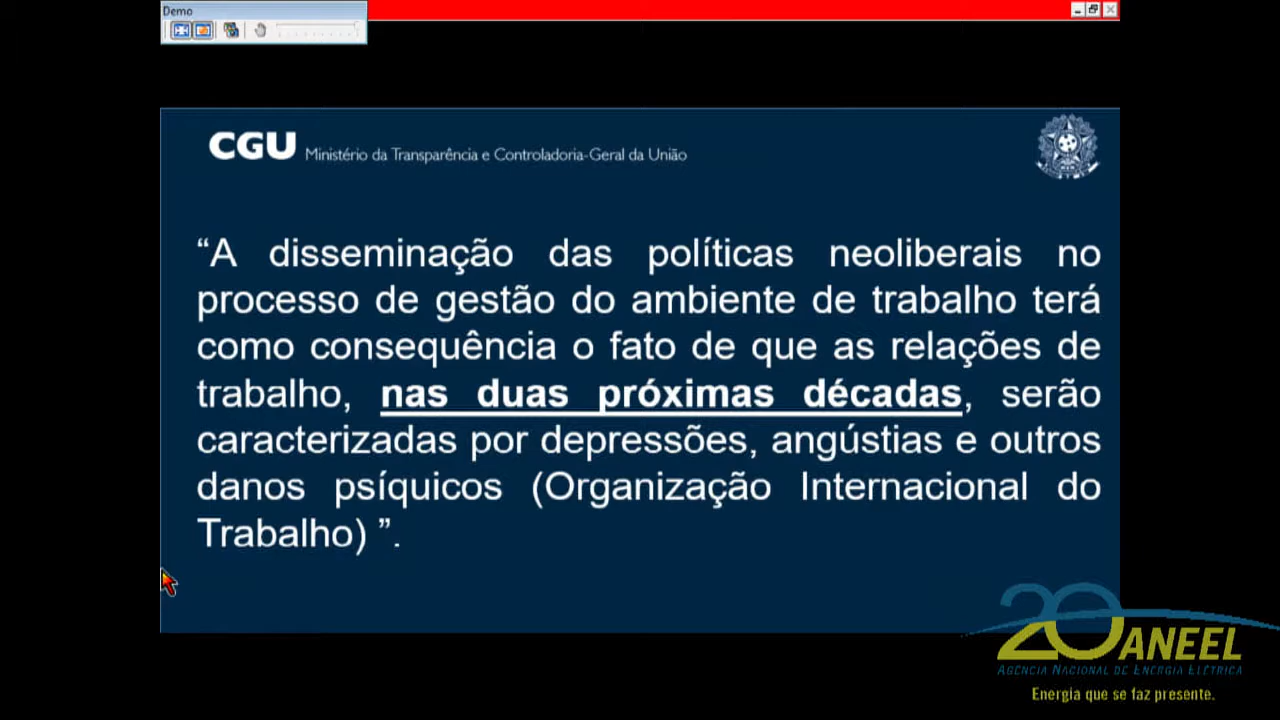 Demo
CGU Ministério da Transparência e Controladoria-Geral da União
“A disseminação das políticas neoliberais no
processo de gestão do ambiente de trabalho terá
como consequência o fato de que as relações de
trabalho, nas duas próximas décadas, serão
caracterizadas por depressões, angústias e outros
danos psíquicos (Organização Internacional do
Trabalho) ”.
20 ANEEL
AGÊNCIA NACIONAL DE ENERGIA ELÉTRICA
Energia que se faz presente.